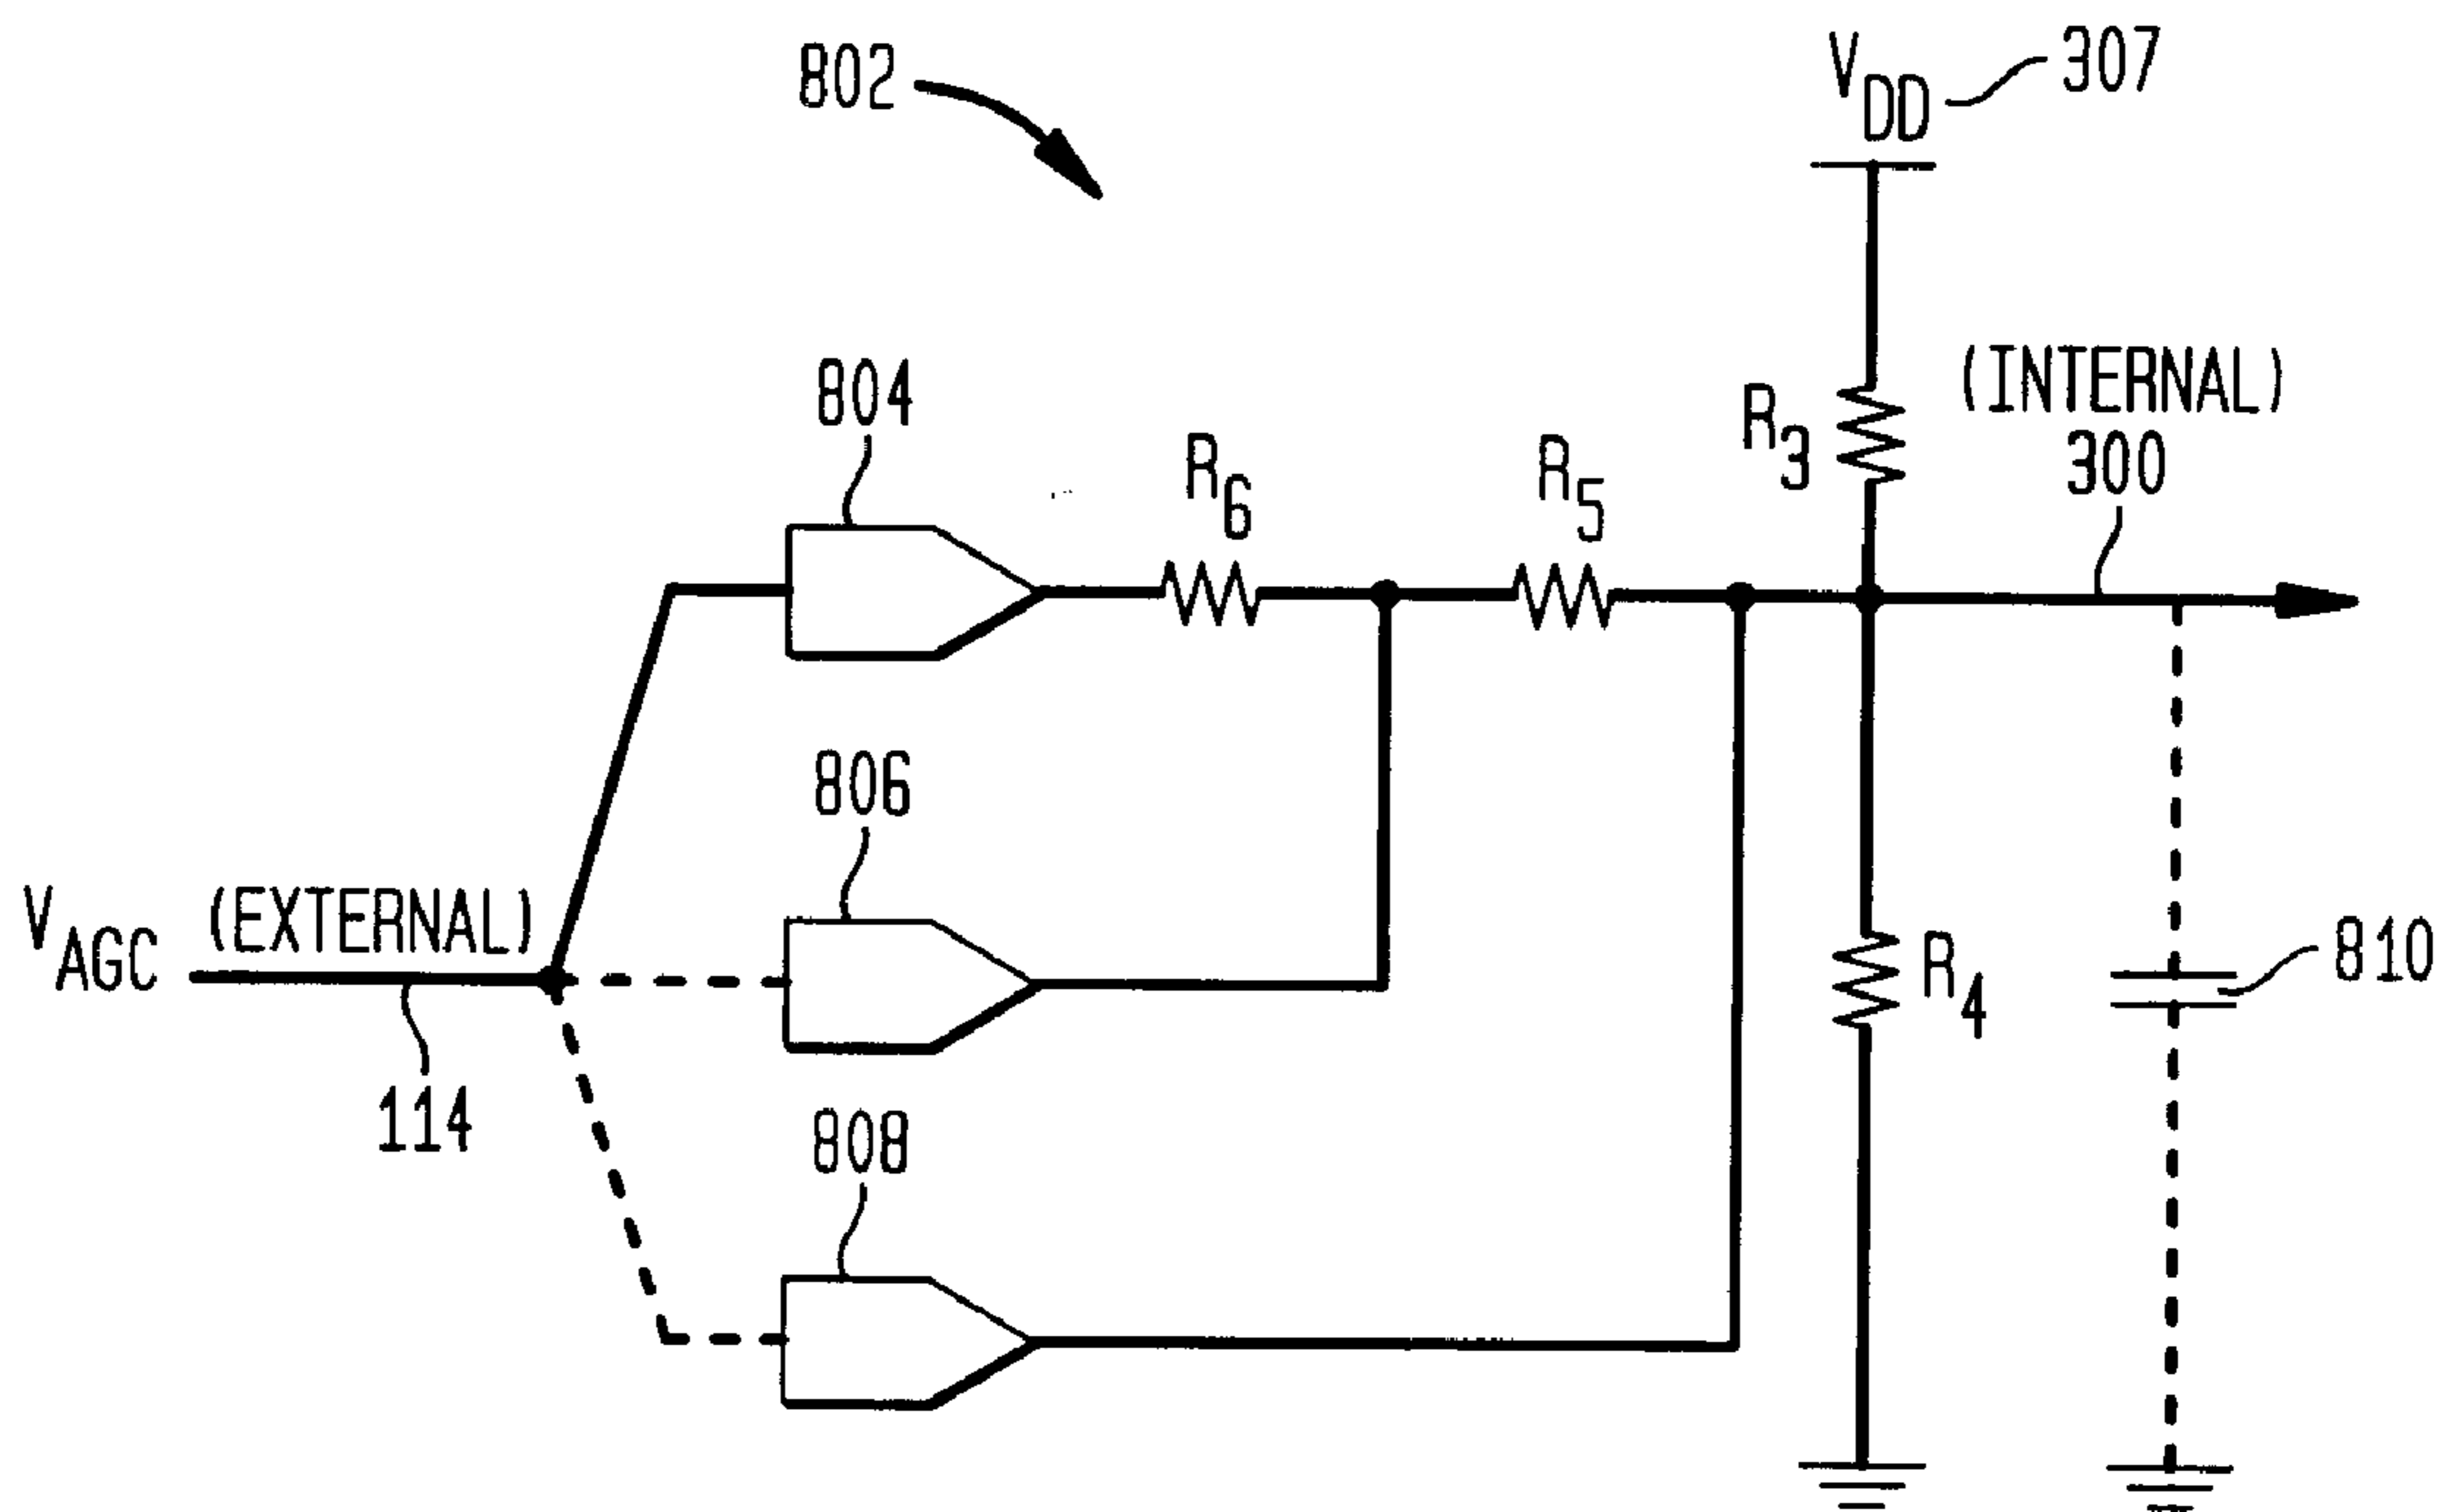 802
VDD
307
804
R6
R5
R3
(INTERNAL)
300
806
VAGC (EXTERNAL)
114
808
R4
810